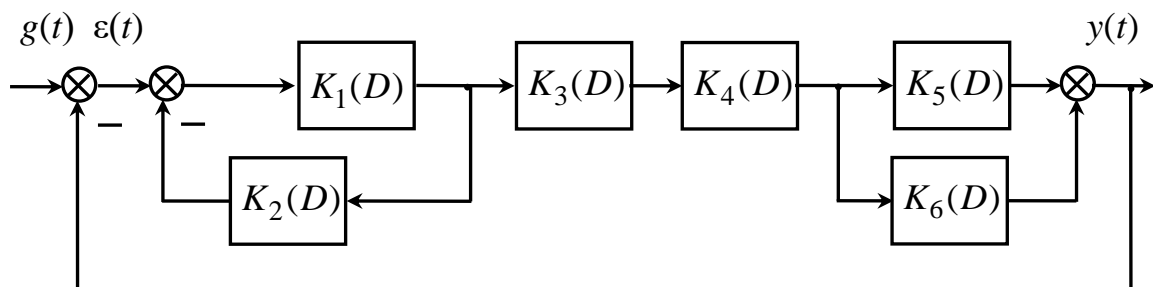 g(t) ε(t) y(t)
K₁(D) K₃(D) K₄(D) K₅(D)
– –
K₂(D) K₆(D)